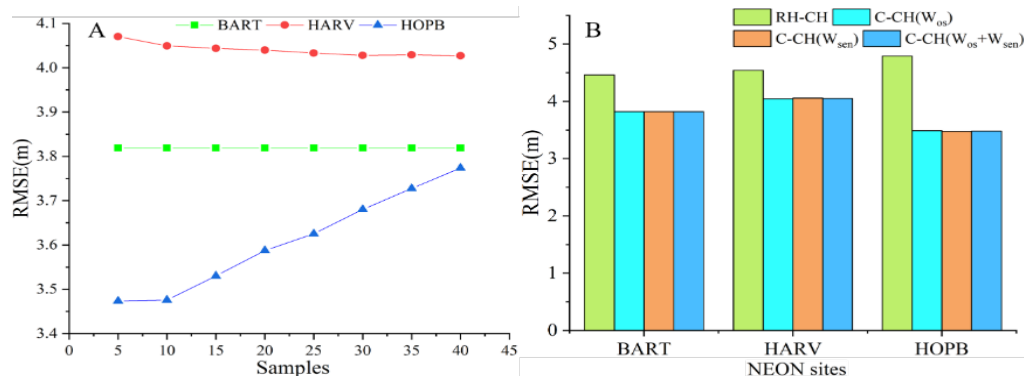 A
BART HARV HOPB
4.1
4.0
3.9
3.8
3.7
3.6
3.5
3.4
RMSE(m)
0 5 10 15 20 25 30 35 40 45
Samples
B
RH-CH C-CH(Wos)
C-CH(Wsen) C-CH(Wos+Wsen)
5
4
3
2
1
0
RMSE(m)
BART HARV HOPB
NEON sites